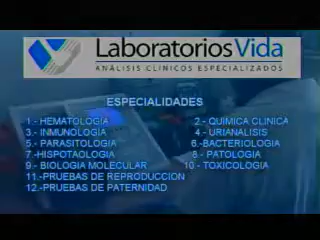 Laboratorios Vida
ANÁLISIS CLÍNICOS ESPECIALIZADOS
ESPECIALIDADES
1.- HEMATOLOGIA 2.- QUIMICA CLINICA
3.- INMUNOLOGIA 4.- URIANALISIS
5.- PARASITOLOGIA 6.-BACTERIOLOGIA
7.-HISPOTAOLOGIA 8.- PATOLOGIA
9.- BIOLOGIA MOLECULAR 10.- TOXICOLOGIA
11.-PRUEBAS DE REPRODUCCION
12.-PRUEBAS DE PATERNIDAD